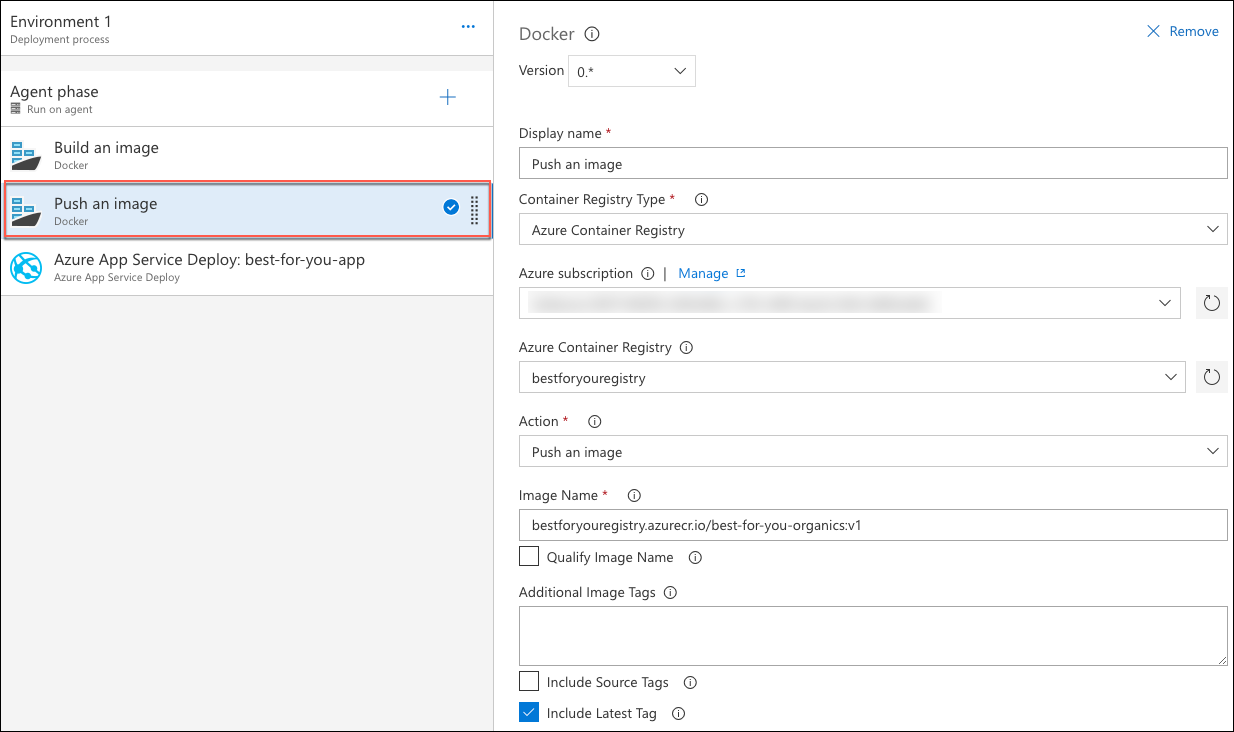 Environment 1
Deployment process
Agent phase
Run on agent
Build an image
Docker
Push an image
Docker
Azure App Service Deploy: best-for-you-app
Azure App Service Deploy
Docker
Remove
Version 0.*
Display name *
Push an image
Container Registry Type *
Azure Container Registry
Azure subscription | Manage
Azure Container Registry
bestforyouregistry
Action *
Push an image
Image Name *
bestforyouregistry.azurecr.io/best-for-you-organics:v1
Qualify Image Name
Additional Image Tags
Include Source Tags
Include Latest Tag